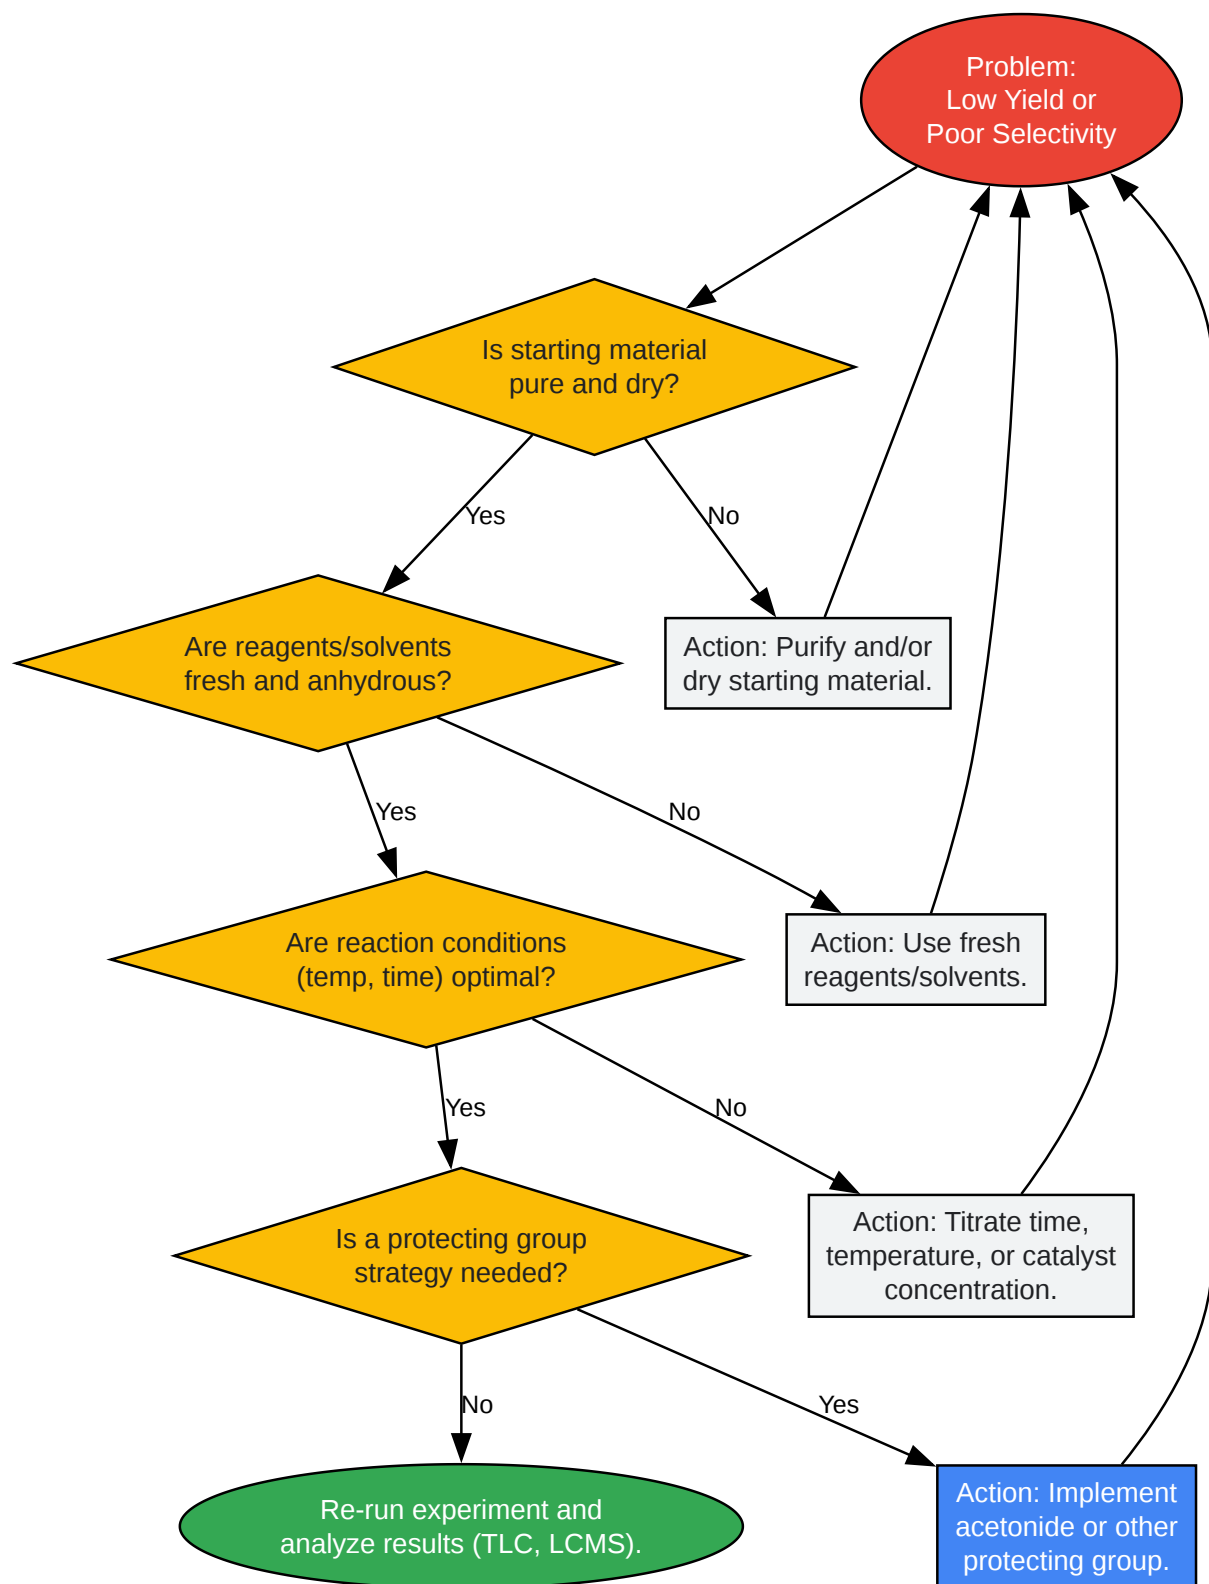 Problem:
Low Yield or
Poor Selectivity
Is starting material
pure and dry?
Yes
No
Are reagents/solvents
fresh and anhydrous?
Action: Purify and/or
dry starting material.
Yes
No
Are reaction conditions
(temp, time) optimal?
Action: Use fresh
reagents/solvents.
Yes
No
Is a protecting group
strategy needed?
Action: Titrate time,
temperature, or catalyst
concentration.
No
Yes
Re-run experiment and
analyze results (TLC, LCMS).
Action: Implement
acetonide or other
protecting group.